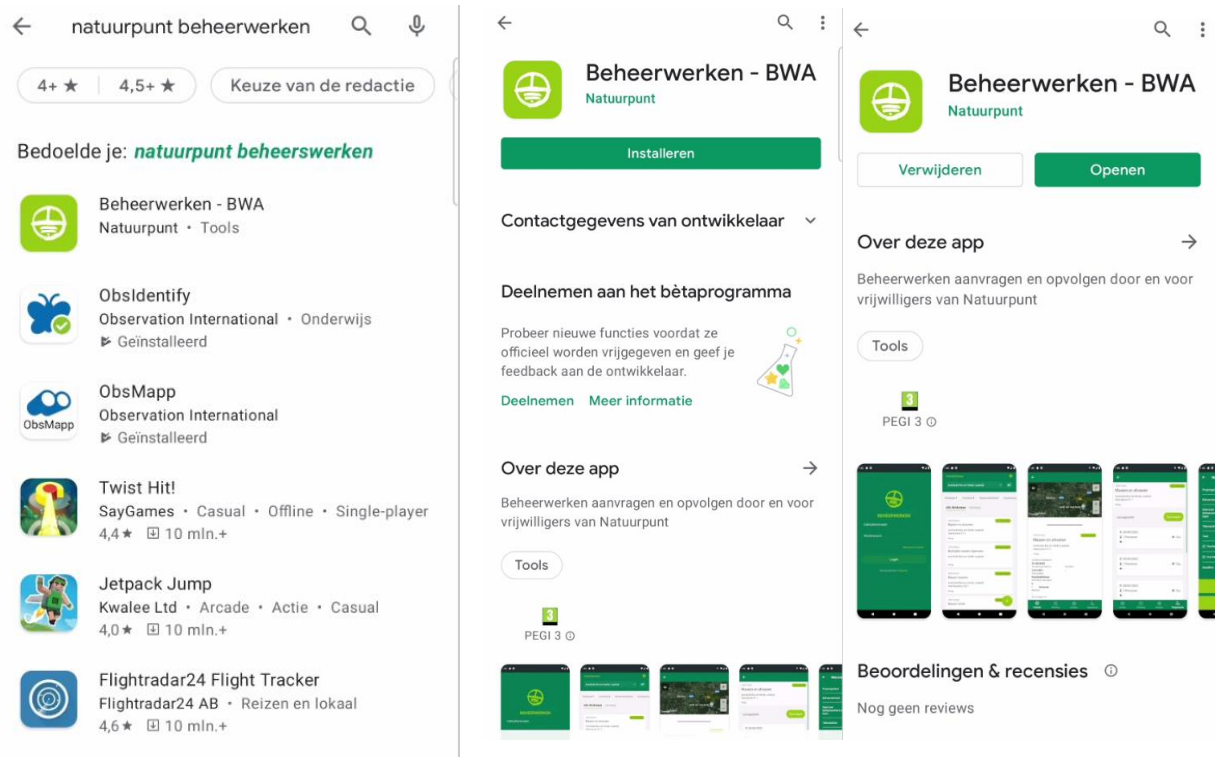 natuurpunt beheerwerken
4+ ★ 4,5+ ★ Keuze van de redactie
Bedoelde je: natuurpunt beheerswerken
Beheerwerken - BWA
Natuurpunt • Tools
ObsIdentify
Observation International • Onderwijs
Geïnstalleerd
ObsMapp
ObsMapp
Observation International
Geïnstalleerd
Twist Hit!
SayGames • Casual • Offline • Single-player
10 mln.+
Jetpack Jump
Kwalee Ltd • Arcade • Actie • Casual
4,0 ★ 10 mln.+
Flightradar24 Flight Tracker
Flightradar24 AB • Reizen en lokaal
10 mln.+
Beheerwerken - BWA
Natuurpunt
Installeren
Contactgegevens van ontwikkelaar
Deelnemen aan het bètaprogramma
Probeer nieuwe functies voordat ze
officieel worden vrijgegeven en geef je
feedback aan de ontwikkelaar.
Deelnemen Meer informatie
Over deze app
Beheerwerken aanvragen en opvolgen door en voor
vrijwilligers van Natuurpunt
Tools
3
PEGI 3
BEHEERWERKEN
Beheerwerken - BWA
Natuurpunt
Verwijderen Openen
Over deze app
Beheerwerken aanvragen en opvolgen door en voor
vrijwilligers van Natuurpunt
Tools
3
PEGI 3
BEHEERWERKEN
Login
Beoordelingen & recensies
Nog geen reviews